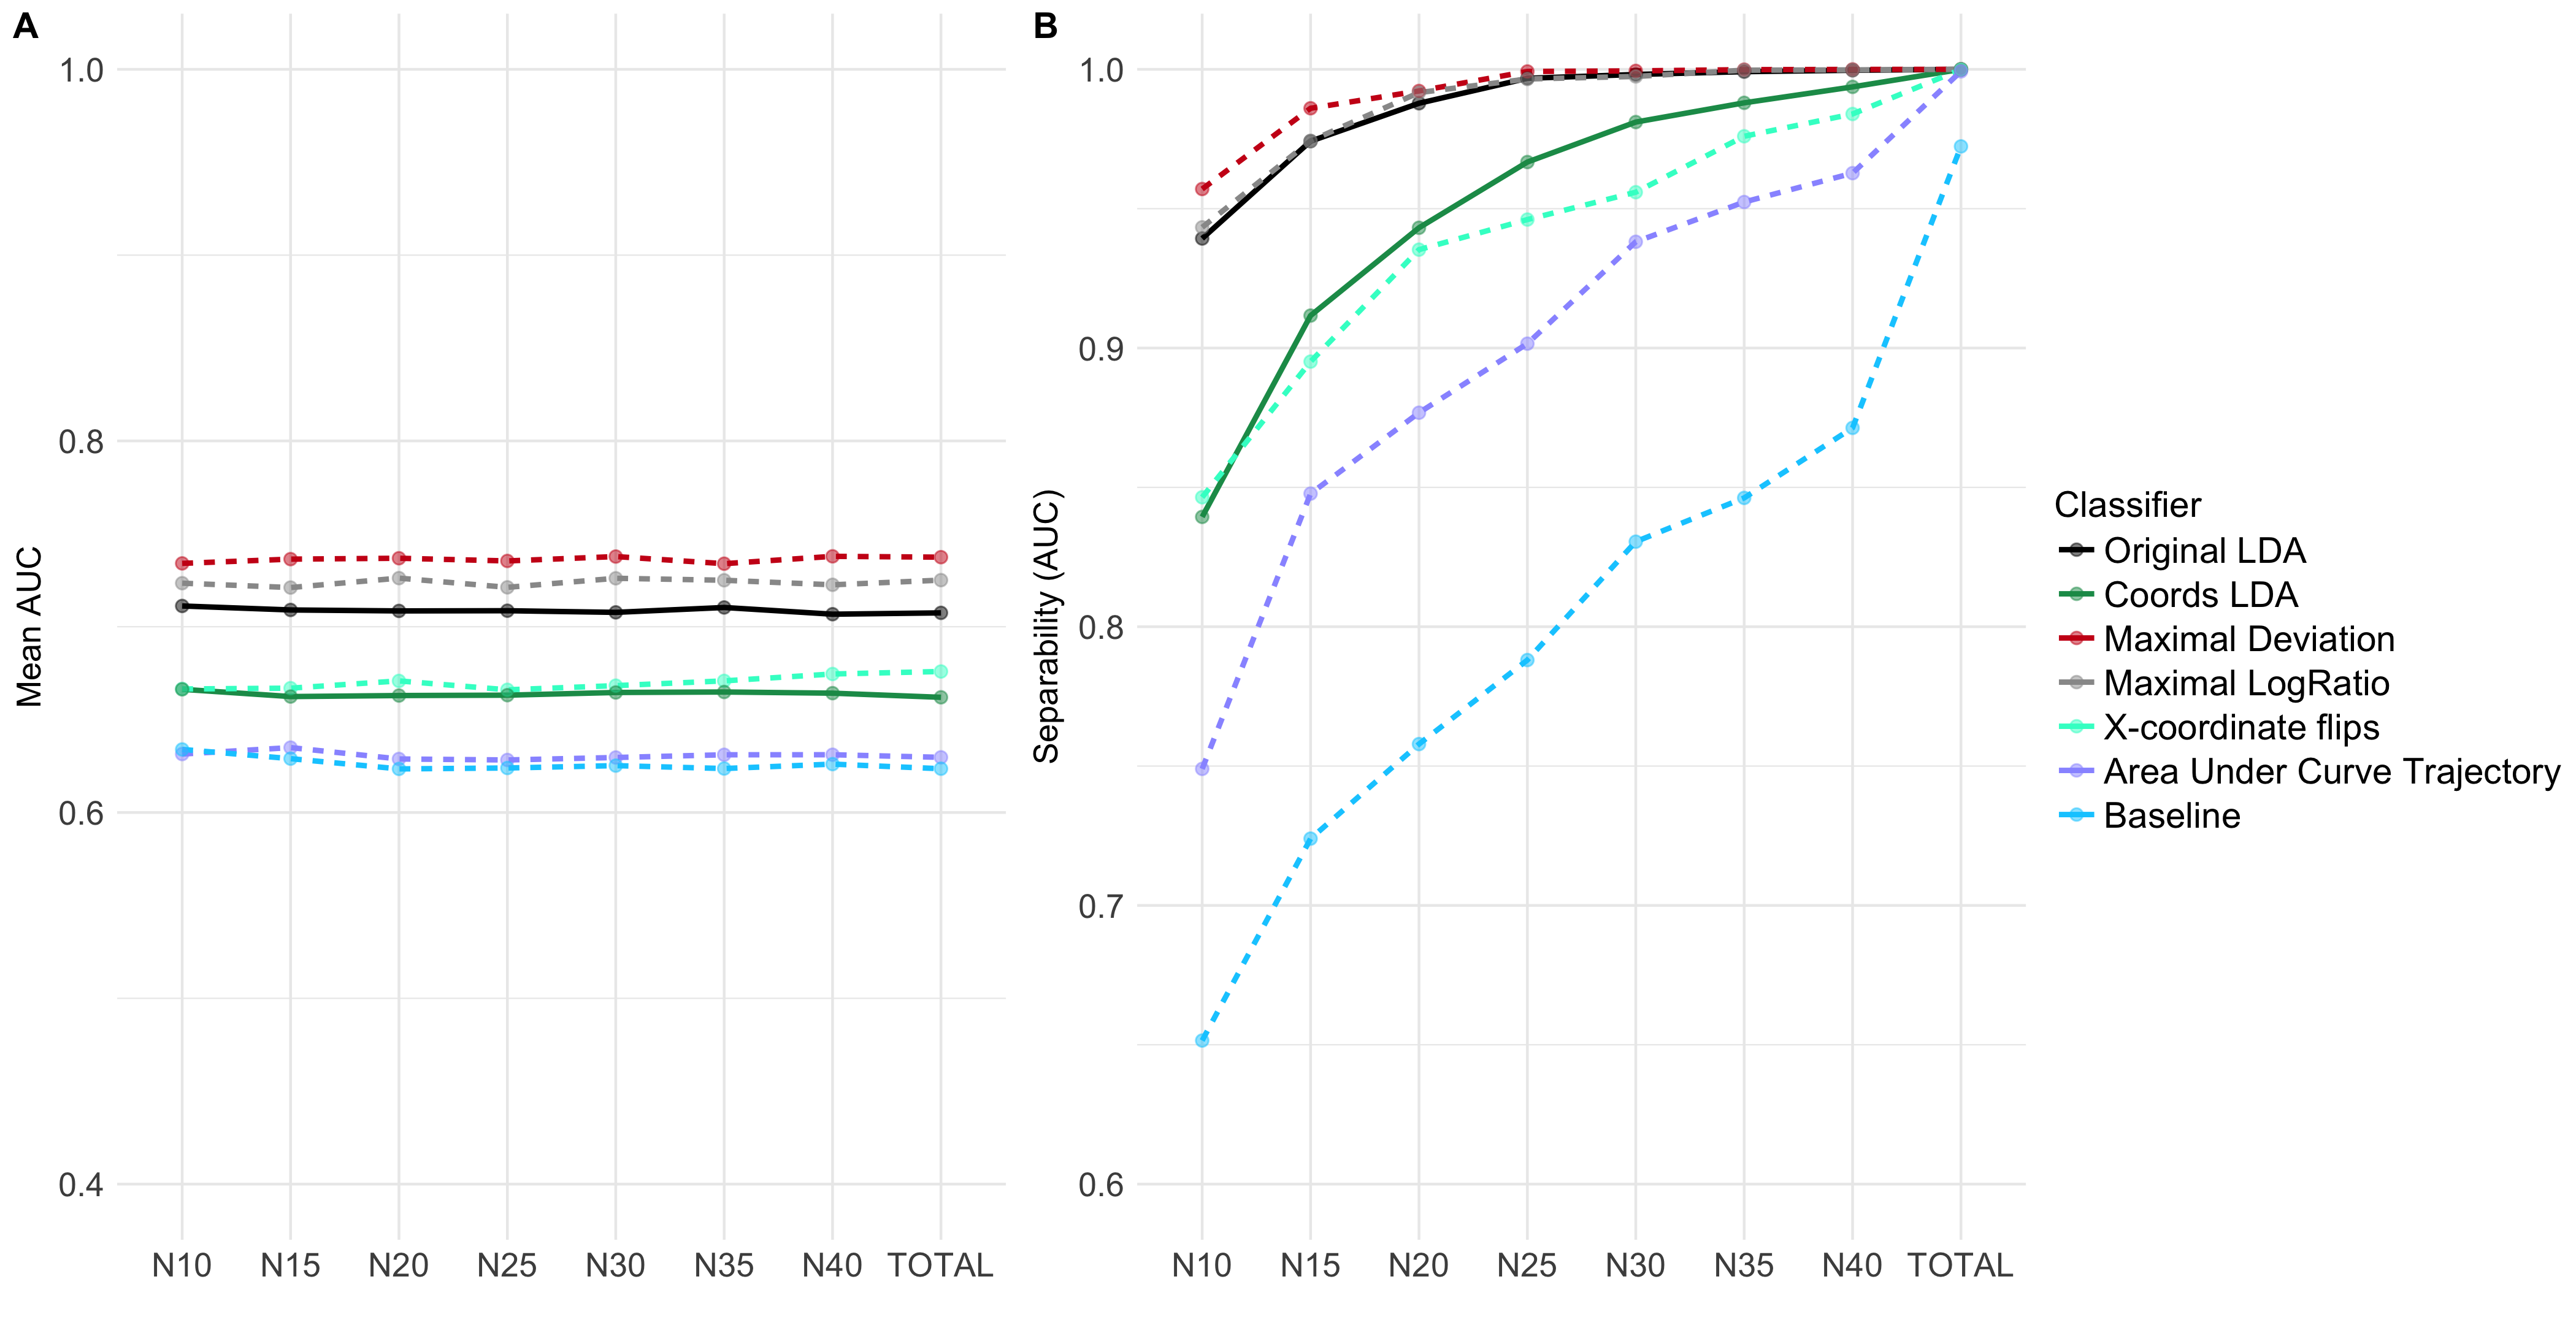 A
1.0
0.8
0.6
0.4
Mean AUC
N10 N15 N20 N25 N30 N35 N40 TOTAL
B
1.0
0.9
0.8
0.7
0.6
Separability (AUC)
N10 N15 N20 N25 N30 N35 N40 TOTAL
Classifier
Original LDA
Coords LDA
Maximal Deviation
Maximal LogRatio
X-coordinate flips
Area Under Curve Trajectory
Baseline